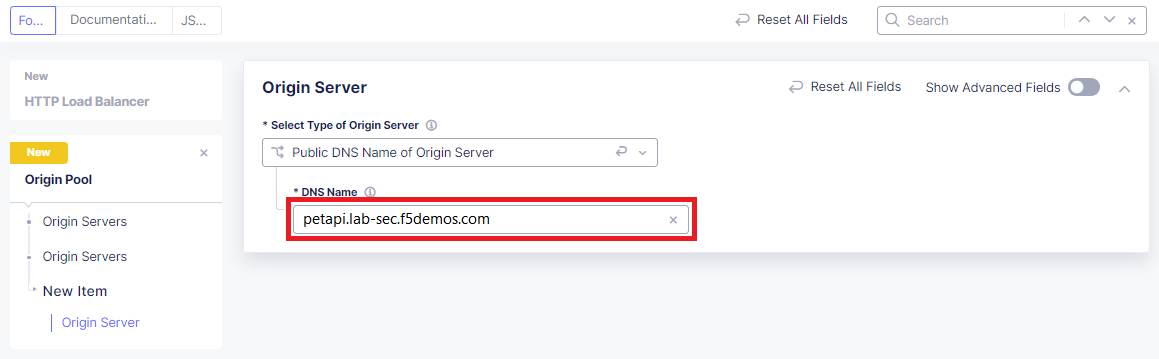 Fo...
Documentati...
JS...
Reset All Fields
Search
New
HTTP Load Balancer
New
Origin Pool
Origin Servers
Origin Servers
New Item
Origin Server
Origin Server
Reset All Fields
Show Advanced Fields
* Select Type of Origin Server
Public DNS Name of Origin Server
* DNS Name
petapi.lab-sec.f5demos.com